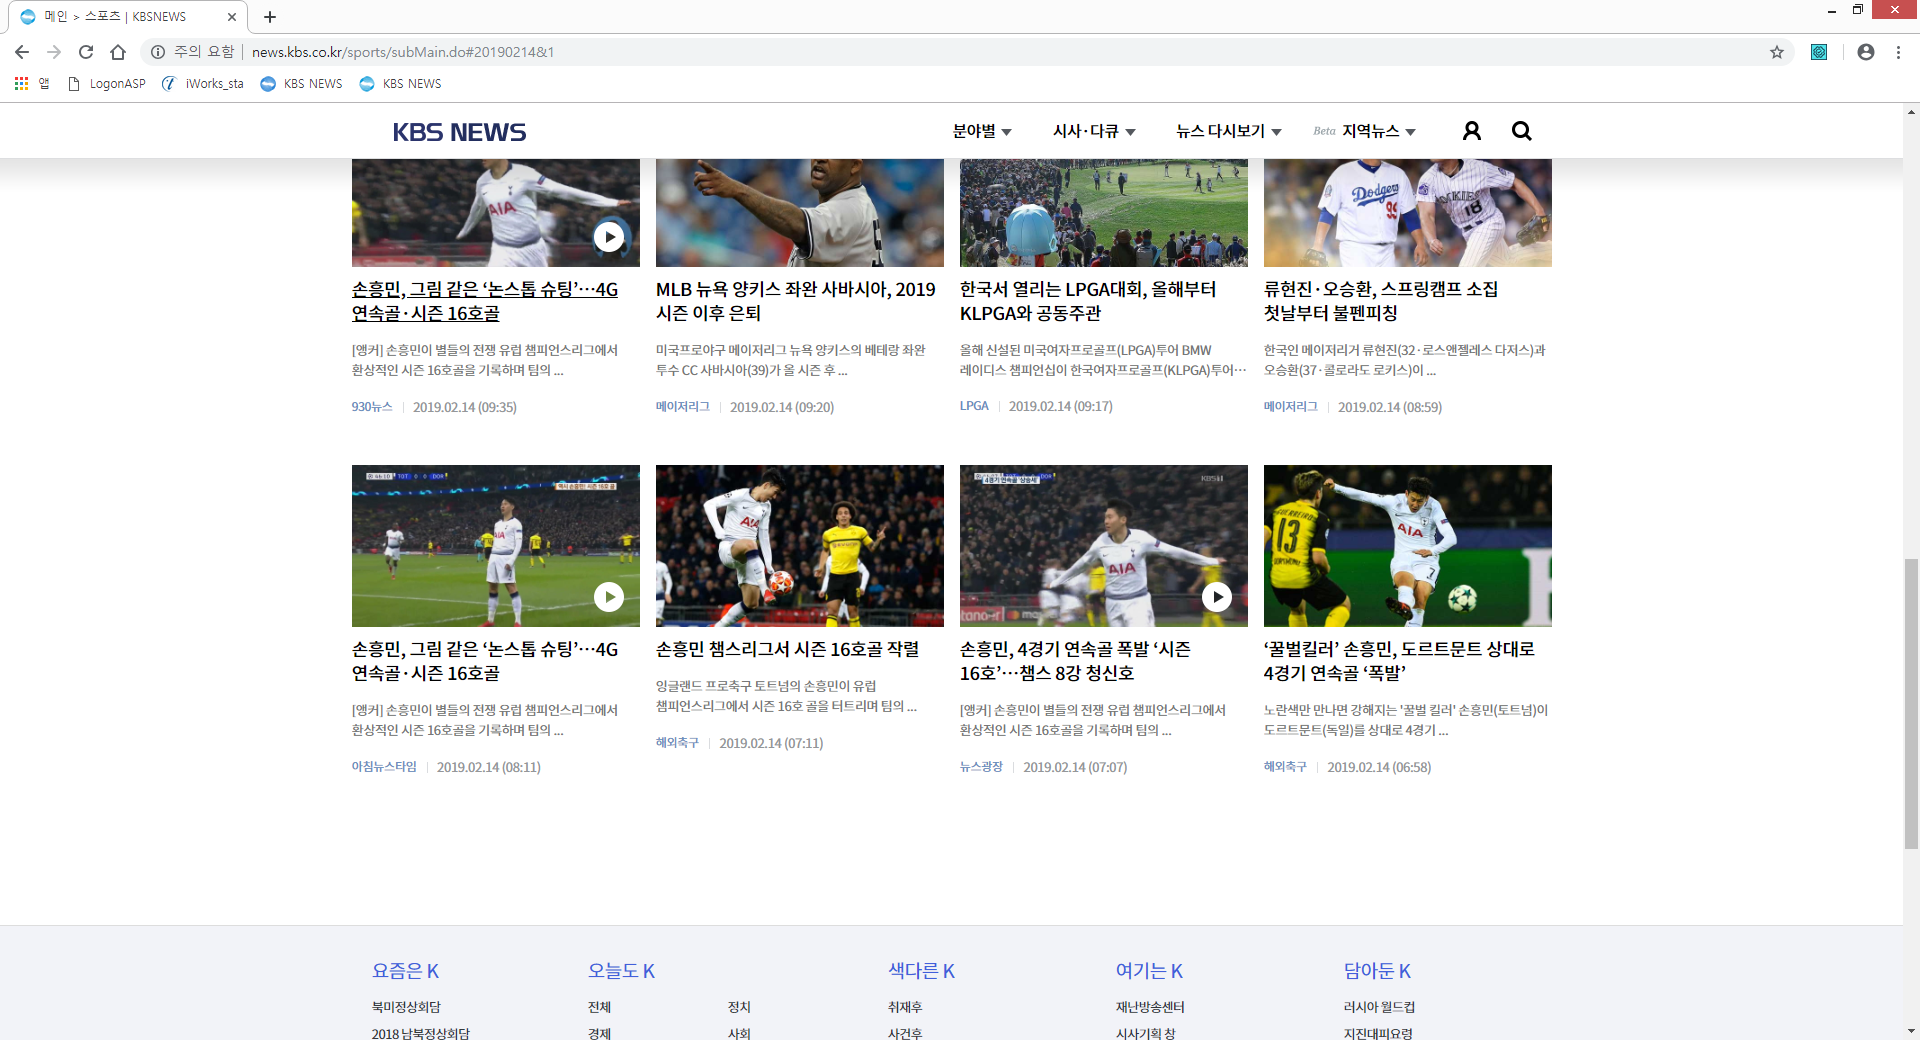 메인 > 스포츠 | KBSNEWS
주의 요함 | news.kbs.co.kr/sports/subMain.do#20190214&1
앱 LogonASP iWorks_sta KBS NEWS KBS NEWS
KBS NEWS 분야별 시사·다큐 뉴스 다시보기 Beta 지역뉴스
AIA
Dodgers
99
18
손흥민, 그림 같은 ‘논스톱 슈팅’…4G
연속골·시즌 16호골
[앵커] 손흥민이 별들의 전쟁 유럽 챔피언스리그에서
환상적인 시즌 16호골을 기록하며 팀의 ...
930뉴스 | 2019.02.14 (09:35)
MLB 뉴욕 양키스 좌완 사바시아, 2019
시즌 이후 은퇴
미국프로야구 메이저리그 뉴욕 양키스의 베테랑 좌완
투수 CC 사바시아(39)가 올 시즌 후 ...
메이저리그 | 2019.02.14 (09:20)
한국서 열리는 LPGA대회, 올해부터
KLPGA와 공동주관
올해 신설된 미국여자프로골프(LPGA)투어 BMW
레이디스 챔피언십이 한국여자프로골프(KLPGA)투어…
LPGA | 2019.02.14 (09:17)
류현진·오승환, 스프링캠프 소집
첫날부터 불펜피칭
한국인 메이저리거 류현진(32·로스앤젤레스 다저스)과
오승환(37·콜로라도 로키스)이 ...
메이저리그 | 2019.02.14 (08:59)
손흥민, 그림 같은 ‘논스톱 슈팅’…4G
연속골·시즌 16호골
[앵커] 손흥민이 별들의 전쟁 유럽 챔피언스리그에서
환상적인 시즌 16호골을 기록하며 팀의 ...
아침뉴스타임 | 2019.02.14 (08:11)
AIA
손흥민 챔스리그서 시즌 16호골 작렬
잉글랜드 프로축구 토트넘의 손흥민이 유럽
챔피언스리그에서 시즌 16호 골을 터트리며 팀의 ...
해외축구 | 2019.02.14 (07:11)
4경기 연속골 '상승세'
KBS
AIA
손흥민, 4경기 연속골 폭발 ‘시즌
16호’…챔스 8강 청신호
[앵커] 손흥민이 별들의 전쟁 유럽 챔피언스리그에서
환상적인 시즌 16호골을 기록하며 팀의 ...
뉴스광장 | 2019.02.14 (07:07)
13
AIA
7
‘꿀벌킬러’ 손흥민, 도르트문트 상대로
4경기 연속골 ‘폭발’
노란색만 만나면 강해지는 '꿀벌 킬러' 손흥민(토트넘)이
도르트문트(독일)를 상대로 4경기 ...
해외축구 | 2019.02.14 (06:58)
요즘은 K 오늘도 K 색다른 K 여기는 K 담아둔 K
북미정상회담 전체 정치 취재후 재난방송센터 러시아 월드컵
2018 남북정상회담 경제 사회 사건후 시사기획 창 지진대피요령